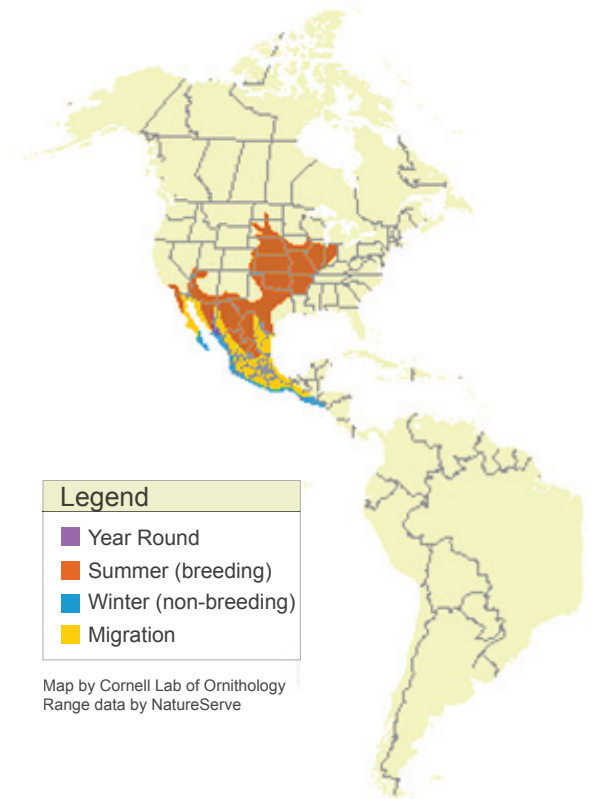 Legend
Year Round
Summer (breeding)
Winter (non-breeding)
Migration
Map by Cornell Lab of Ornithology
Range data by NatureServe